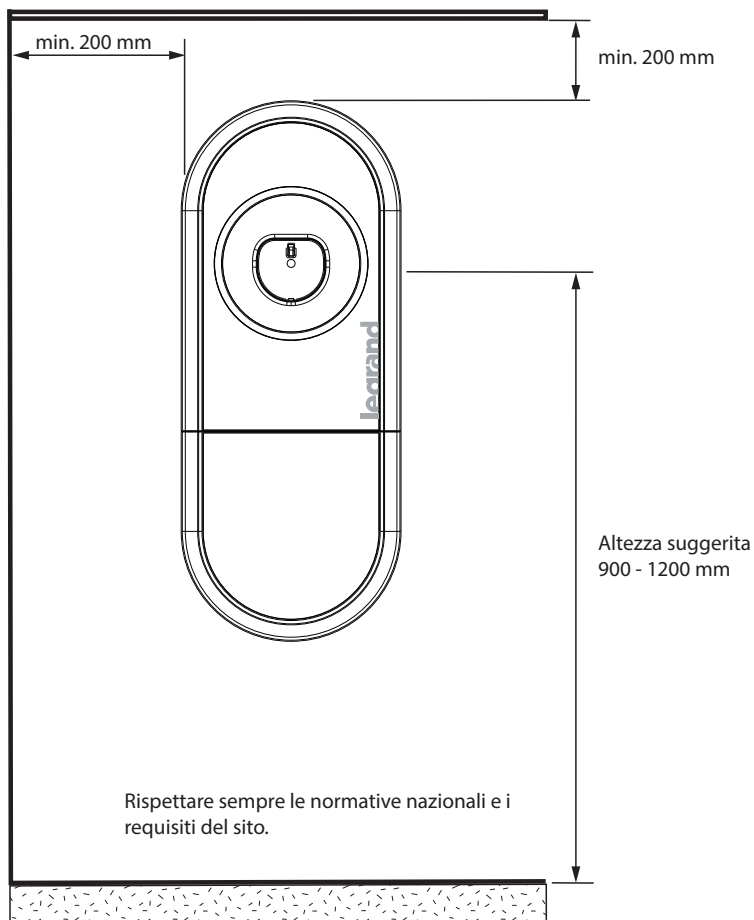 min. 200 mm
min. 200 mm
legrand
Altezza suggerita
900 - 1200 mm
Rispettare sempre le normative nazionali e i
requisiti del sito.